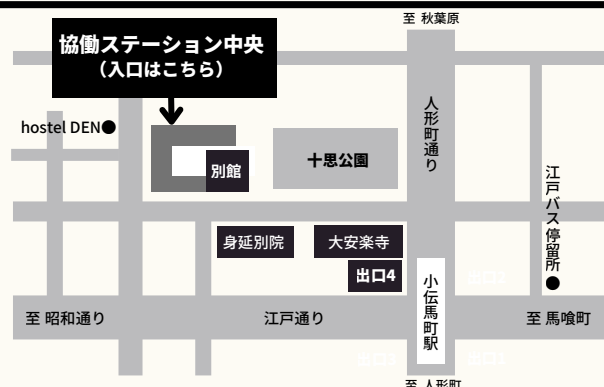 至 秋葉原
協働ステーション中央
（入口はこちら）
人形町通り
hostel DEN●
十思公園
別館
江戸バス停留所●
身延別院
大安楽寺
出口4
小伝馬町駅
至 昭和通り
江戸通り
至 馬喰町
至 人形町